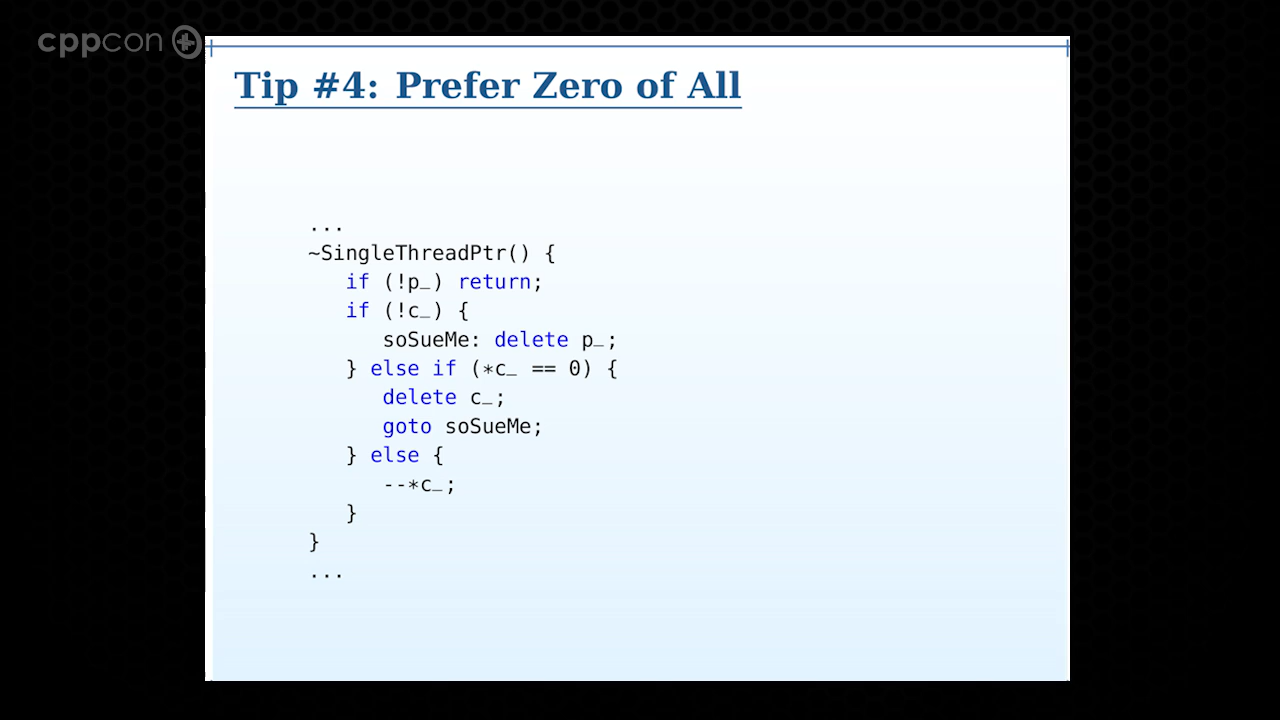 cppcon
Tip #4: Prefer Zero of All
...
~SingleThreadPtr() {
   if (!p_) return;
   if (!c_) {
      soSueMe: delete p_;
   } else if (*c_ == 0) {
      delete c_;
      goto soSueMe;
   } else {
      --*c_;
   }
}
...